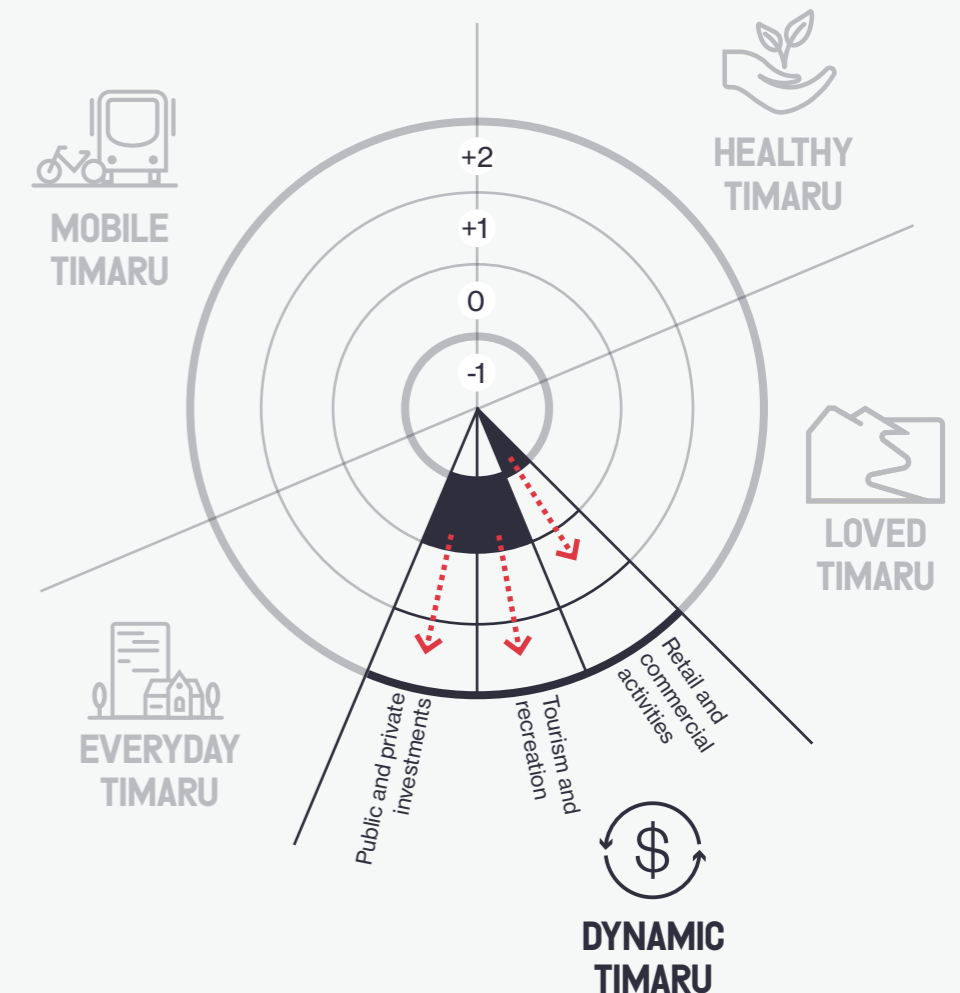 HEALTHY
TIMARU
MOBILE
TIMARU
+2
+1
0
-1
LOVED
TIMARU
EVERYDAY
TIMARU
Public and private
investments
Tourism and
recreation
Retail and
commercial
activities
$
DYNAMIC
TIMARU